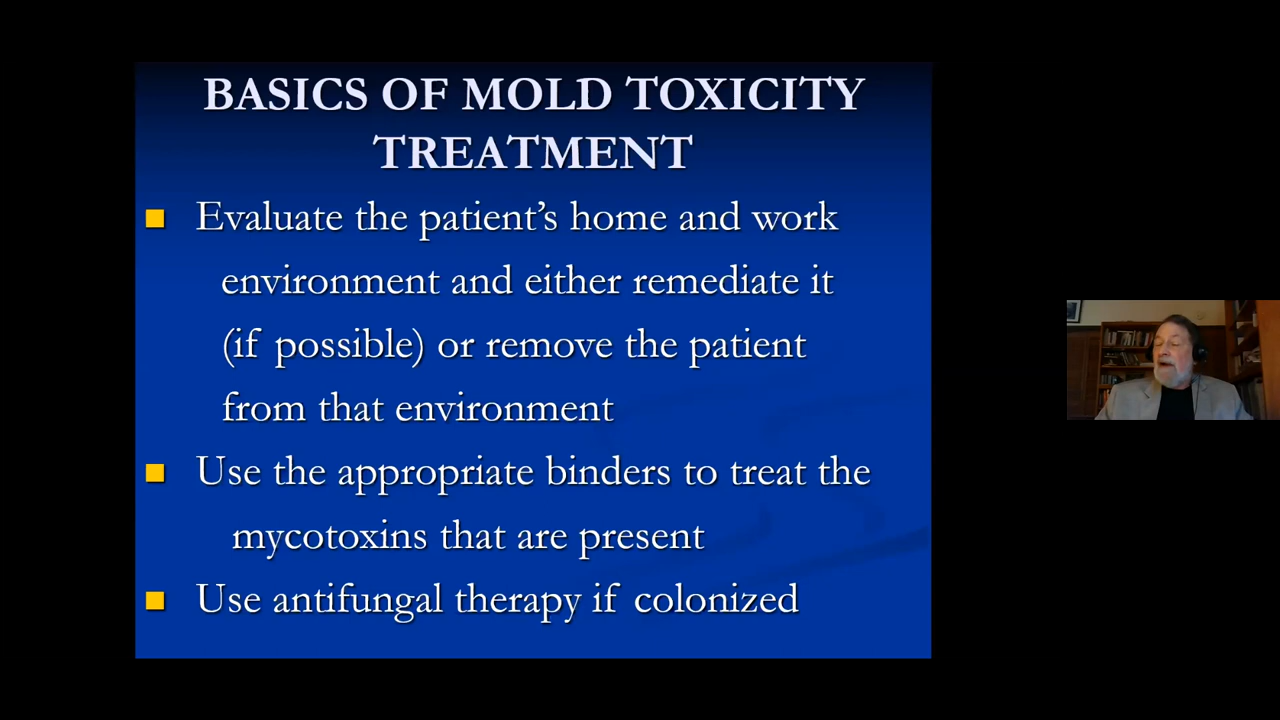 BASICS OF MOLD TOXICITY
TREATMENT
Evaluate the patient’s home and work
environment and either remediate it
(if possible) or remove the patient
from that environment
Use the appropriate binders to treat the
mycotoxins that are present
Use antifungal therapy if colonized